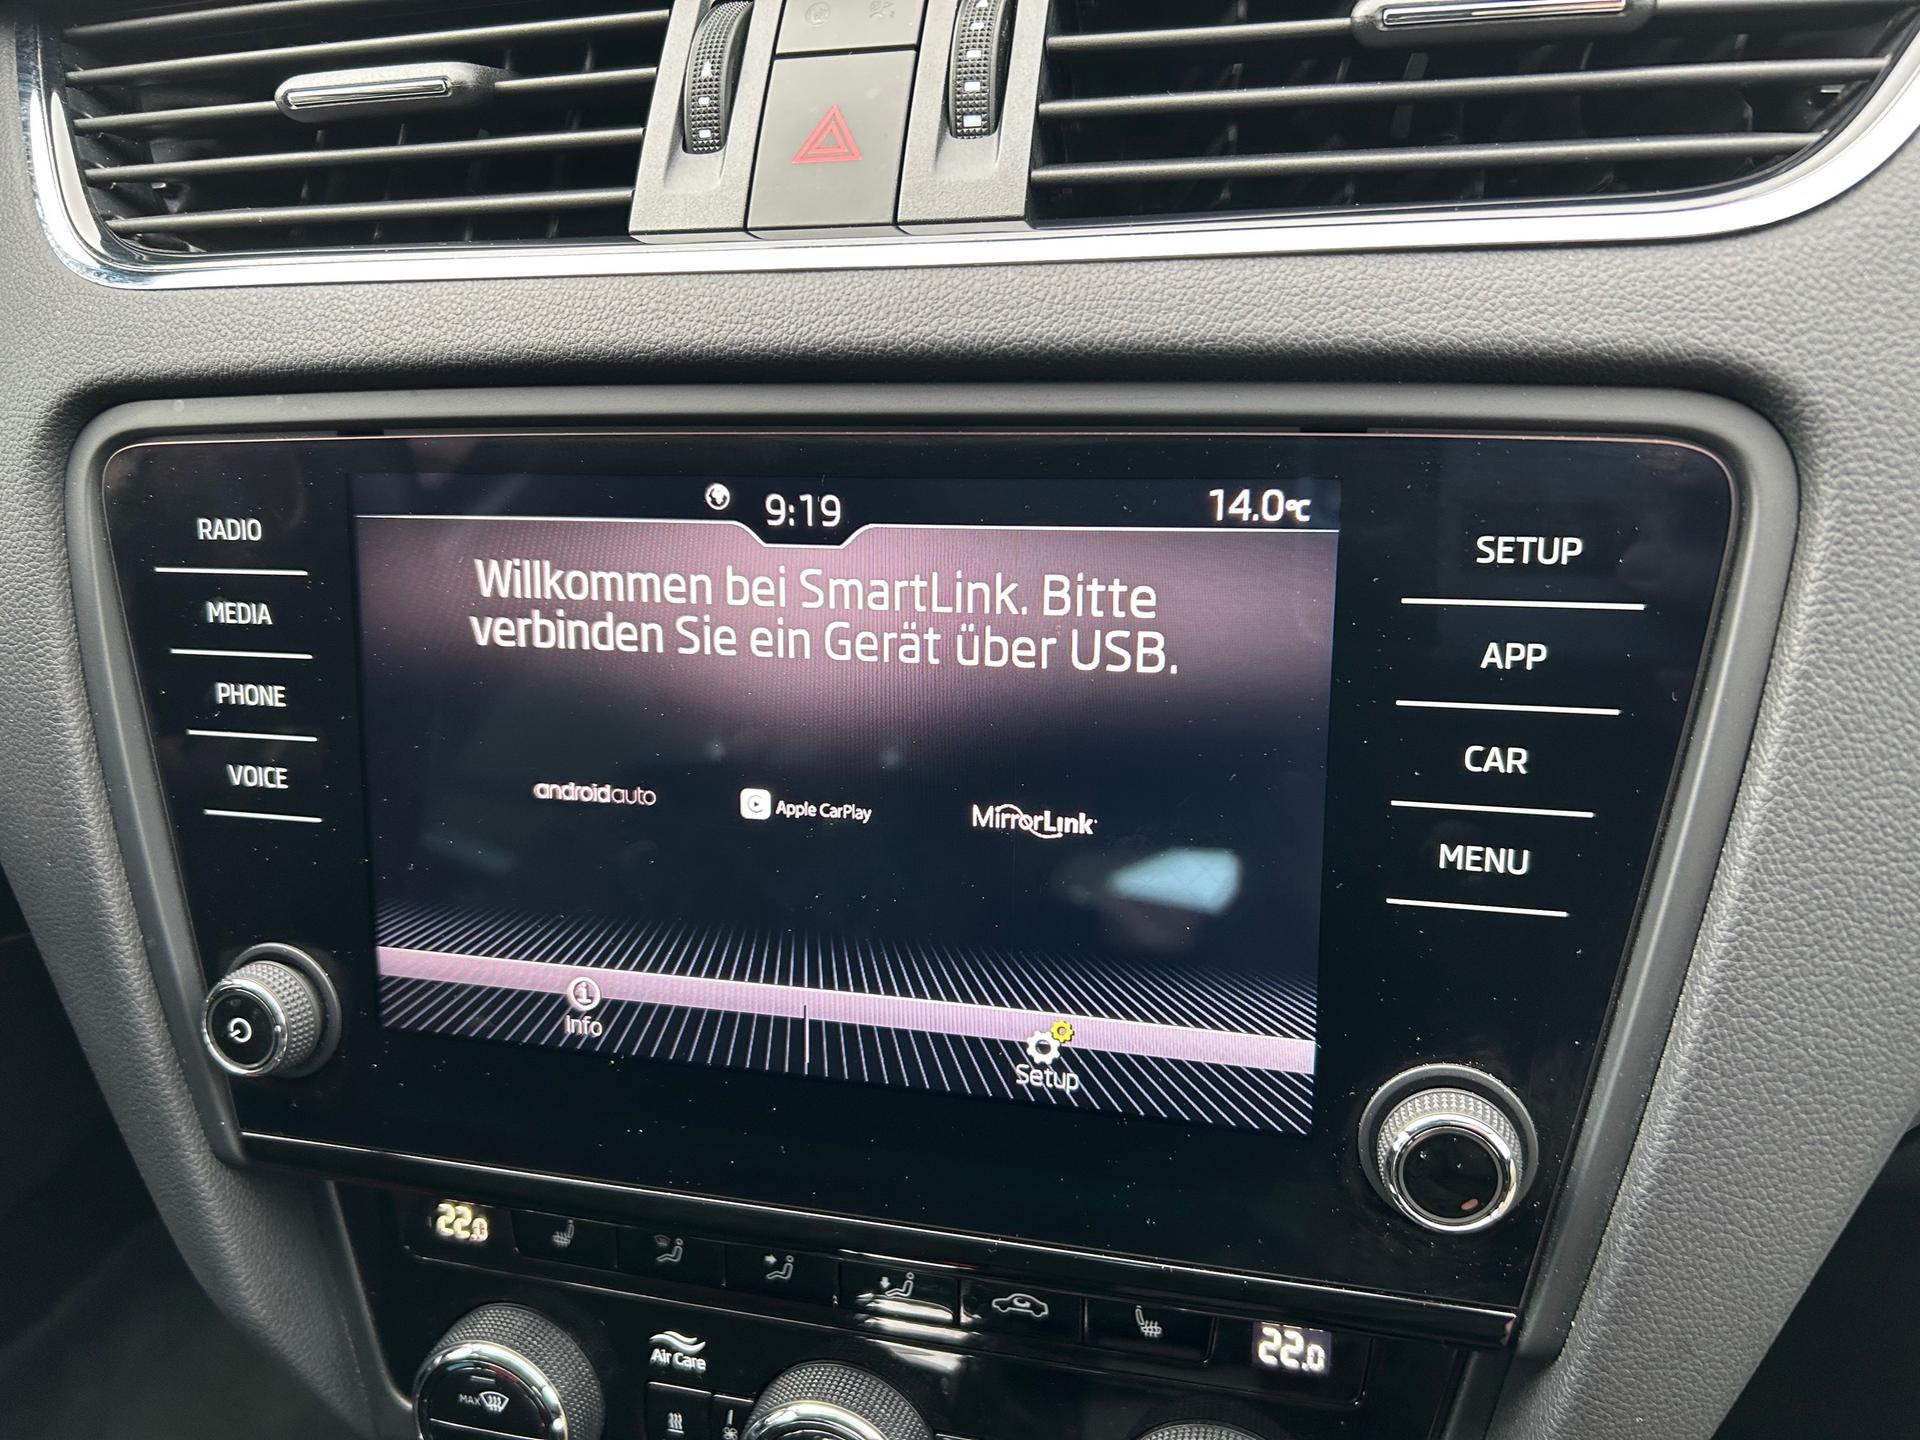 9:19
14.0°C
RADIO
MEDIA
PHONE
VOICE
Willkommen bei SmartLink. Bitte
verbinden Sie ein Gerät über USB.
androidauto
Apple CarPlay
MirrorLink
Info
Setup
SETUP
APP
CAR
MENU
22.0
22.0
Air Care
MAX